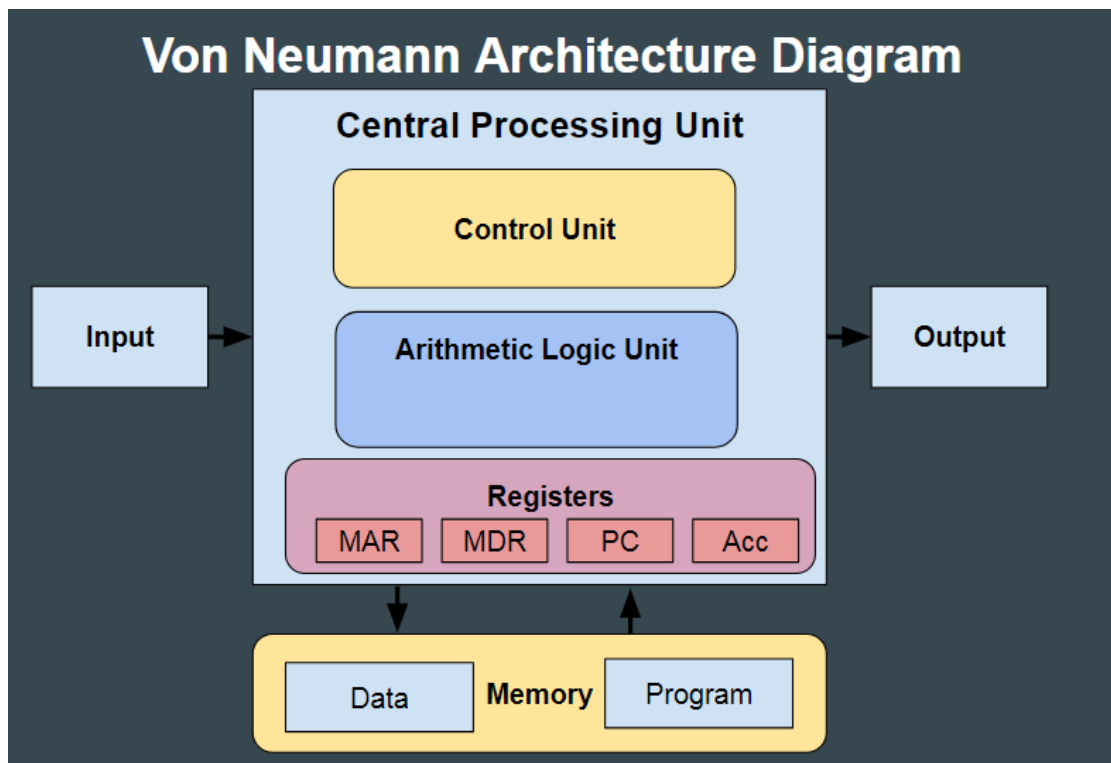 Von Neumann Architecture Diagram
Central Processing Unit
Control Unit
Input
Arithmetic Logic Unit
Output
Registers
MAR
MDR
PC
Acc
Data
Memory
Program